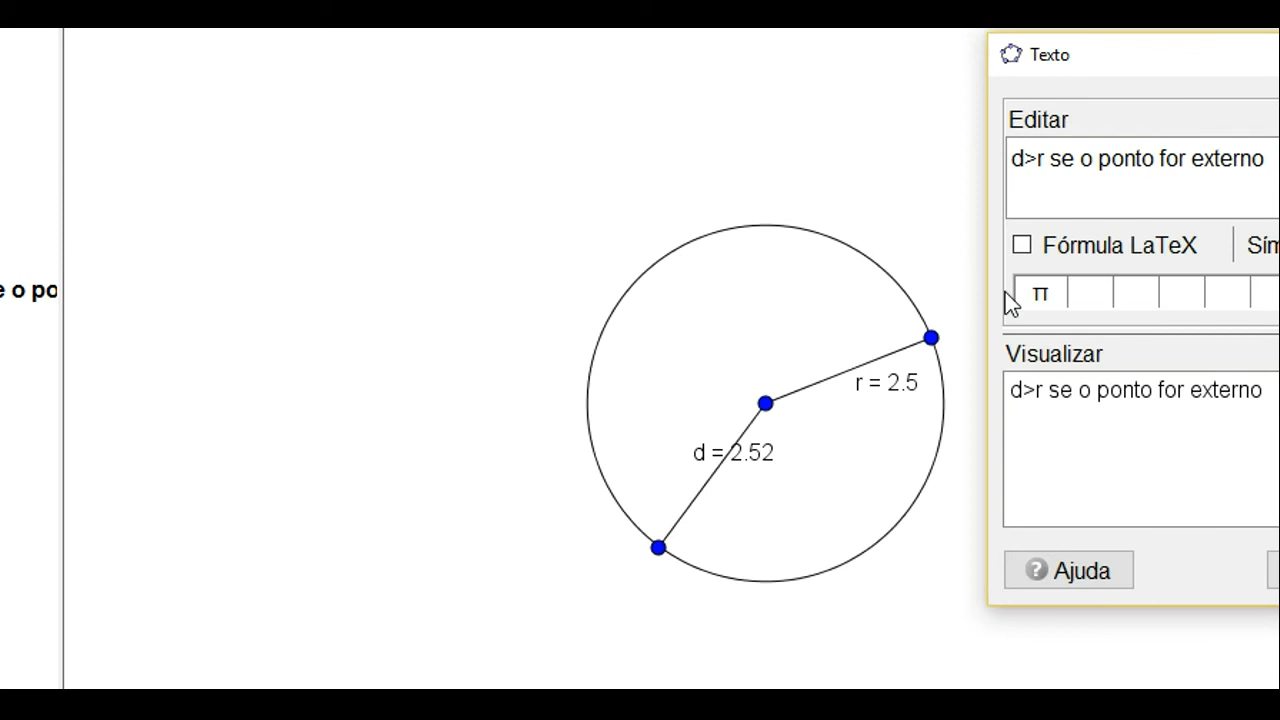 Texto
Editar
d>r se o ponto for externo
Fórmula LaTeX
π
e o po
r = 2.5
Visualizar
d>r se o ponto for externo
d = 2.52
? Ajuda